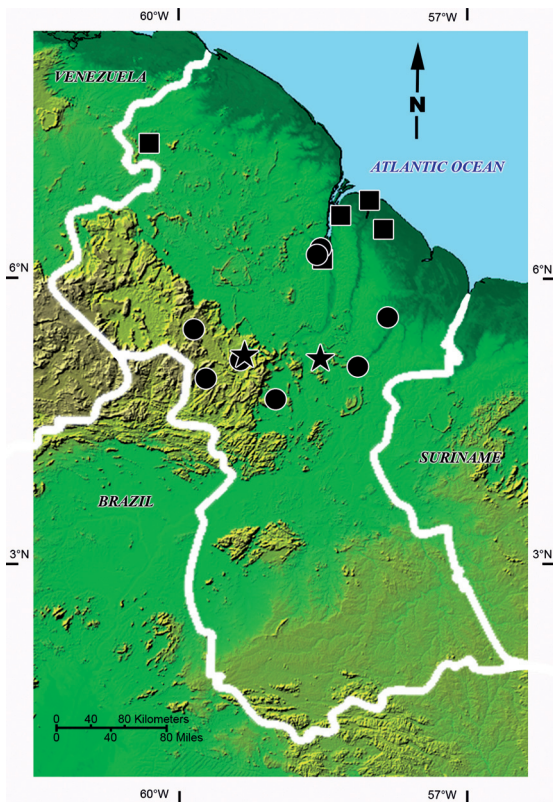 60°W 57°W
VENEZUELA
N
ATLANTIC OCEAN
6°N 6°N
SURINAME
BRAZIL
3°N 3°N
0 40 80 Kilometers
0 40 80 Miles
60°W 57°W